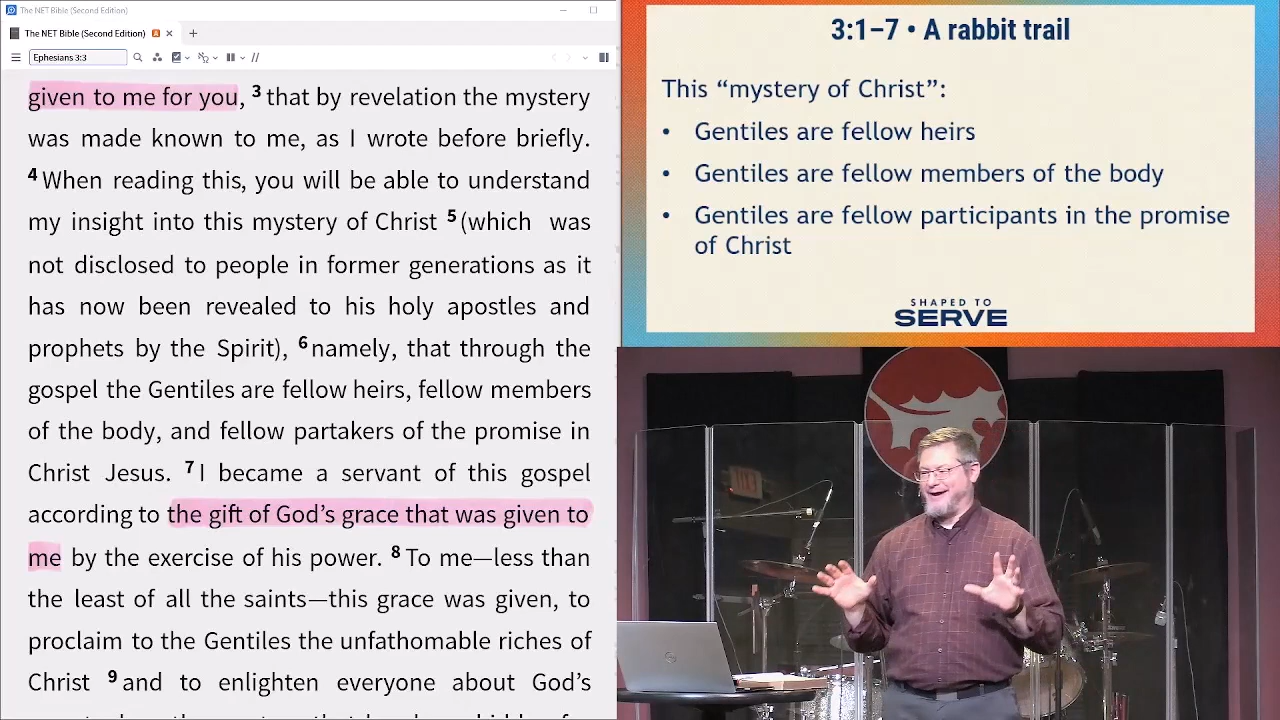 The NET Bible (Second Edition)
The NET Bible (Second Edition) A
Ephesians 3:3
given to me for you, 3 that by revelation the mystery
was made known to me, as I wrote before briefly.
4 When reading this, you will be able to understand
my insight into this mystery of Christ 5 (which was
not disclosed to people in former generations as it
has now been revealed to his holy apostles and
prophets by the Spirit), 6 namely, that through the
gospel the Gentiles are fellow heirs, fellow members
of the body, and fellow partakers of the promise in
Christ Jesus. 7 I became a servant of this gospel
according to the gift of God’s grace that was given to
me by the exercise of his power. 8 To me—less than
the least of all the saints—this grace was given, to
proclaim to the Gentiles the unfathomable riches of
Christ 9 and to enlighten everyone about God’s
3:1–7 • A rabbit trail
This “mystery of Christ”:
• Gentiles are fellow heirs
• Gentiles are fellow members of the body
• Gentiles are fellow participants in the promise
of Christ
SHAPED TO
SERVE